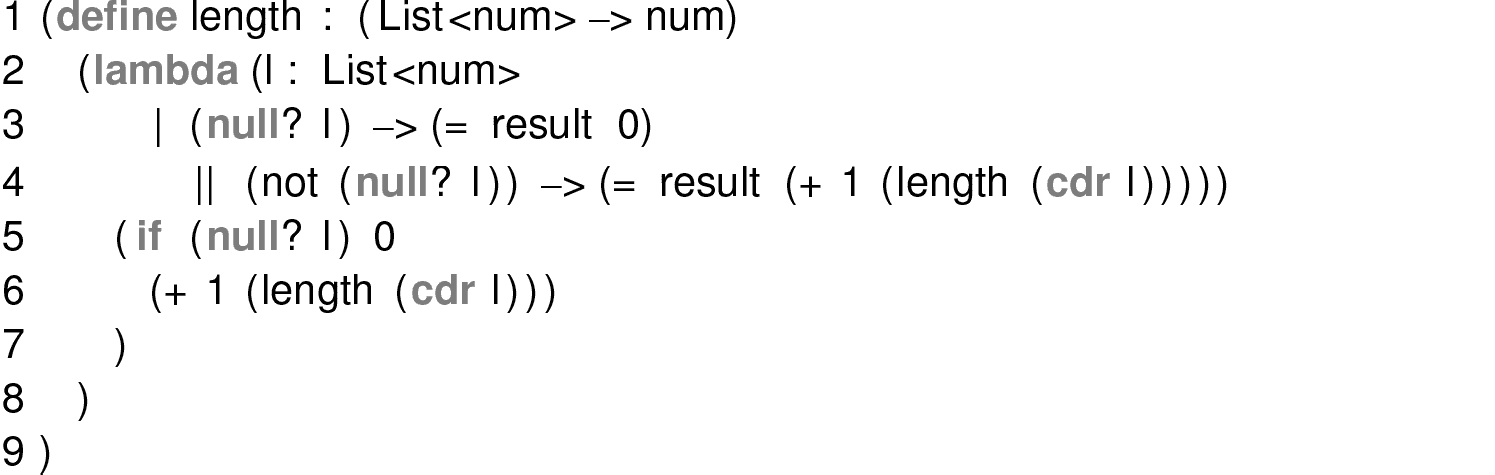 1 (define length : (List<num> –> num)
2 (lambda (l : List<num>
3 | (null? l) –> (= result 0)
4 || (not (null? l)) –> (= result (+ 1 (length (cdr l)))))
5 (if (null? l) 0
6 (+ 1 (length (cdr l)))
7 )
8 )
9 )